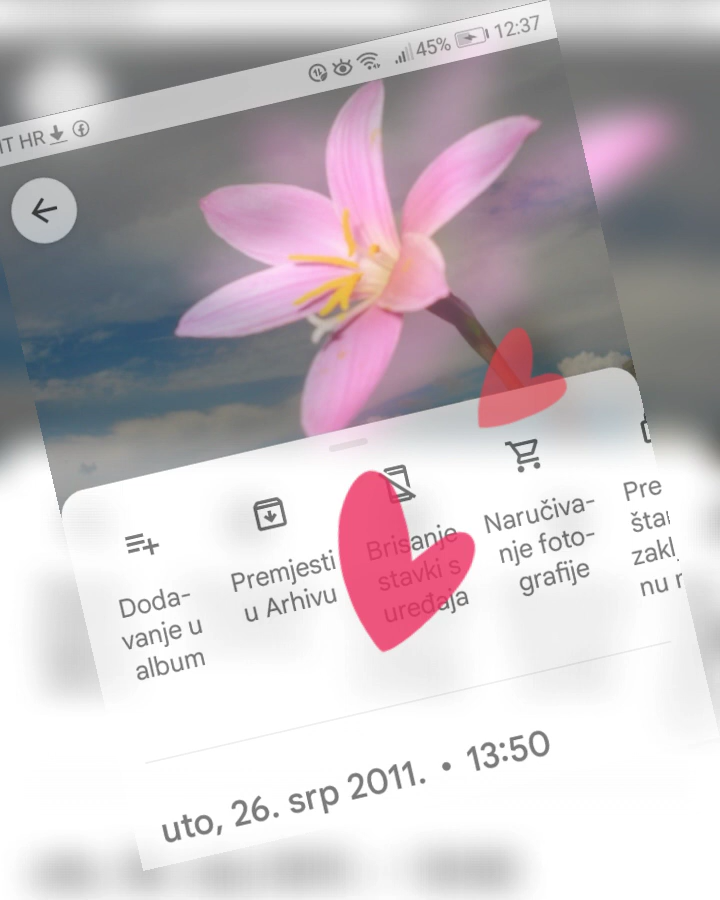 IT HR
45% 12:37
Doda-
vanje u
album
Premjesti
u Arhivu
Brisanje
stavki s
uređaja
Naručiva-
nje foto-
grafije
uto, 26. srp 2011. • 13:50